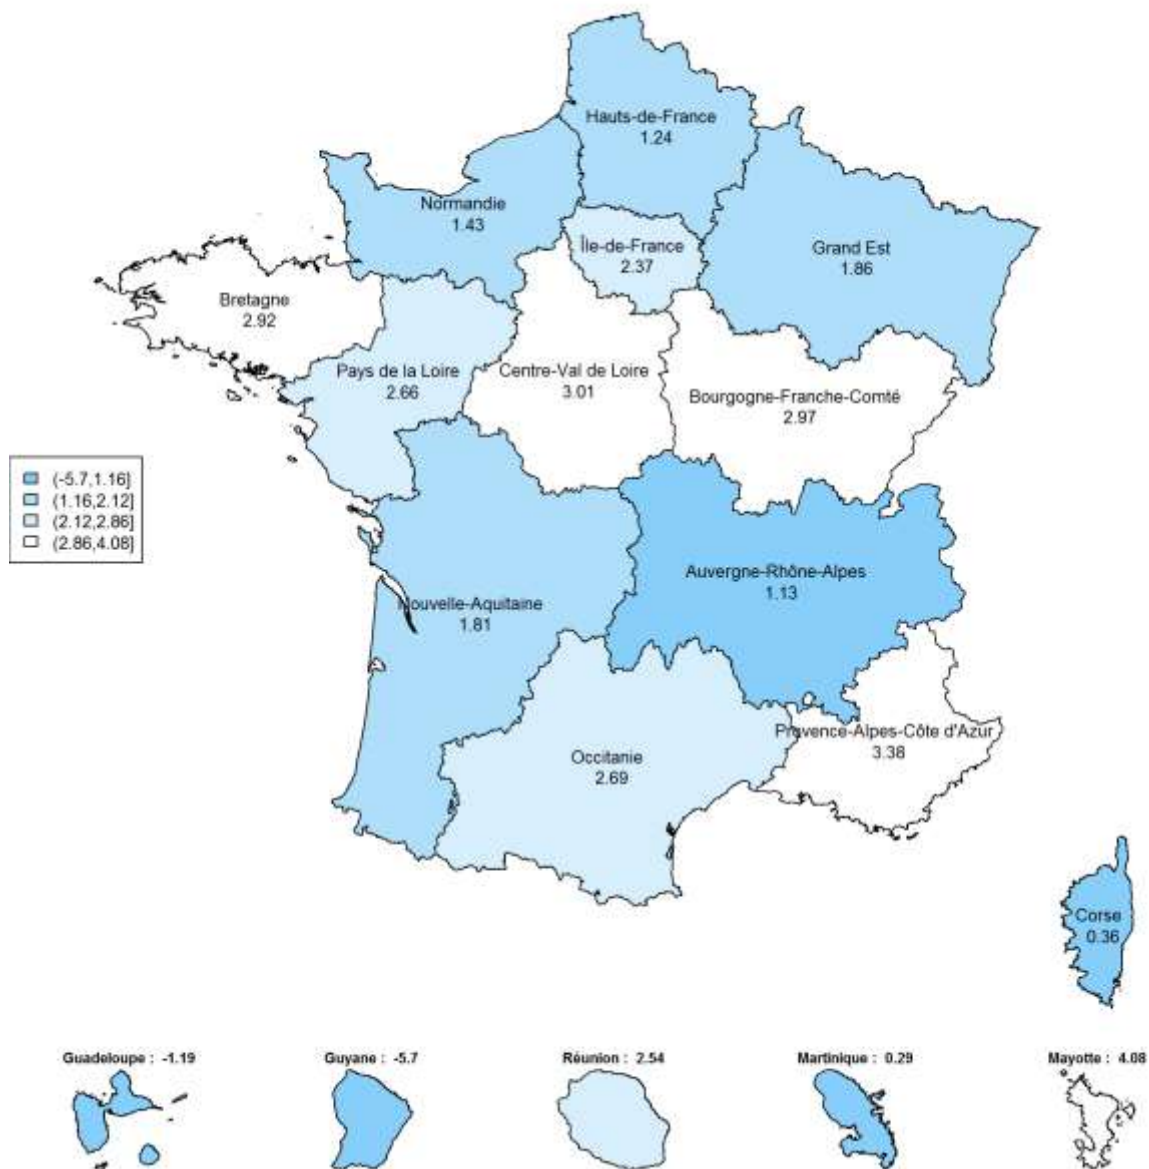 Hauts-de-France
1.24
Normandie
1.43
Île-de-France
2.37
Grand Est
1.86
Bretagne
2.92
Pays de la Loire
2.66
Centre-Val de Loire
3.01
Bourgogne-Franche-Comté
2.97
(-5.7,1.16]
(1.16,2.12]
(2.12,2.86]
(2.86,4.08]
Auvergne-Rhône-Alpes
1.13
Nouvelle-Aquitaine
1.81
Provence-Alpes-Côte d'Azur
3.38
Occitanie
2.69
Corse
0.36
Guadeloupe : -1.19
Guyane : -5.7
Réunion : 2.54
Martinique : 0.29
Mayotte : 4.08